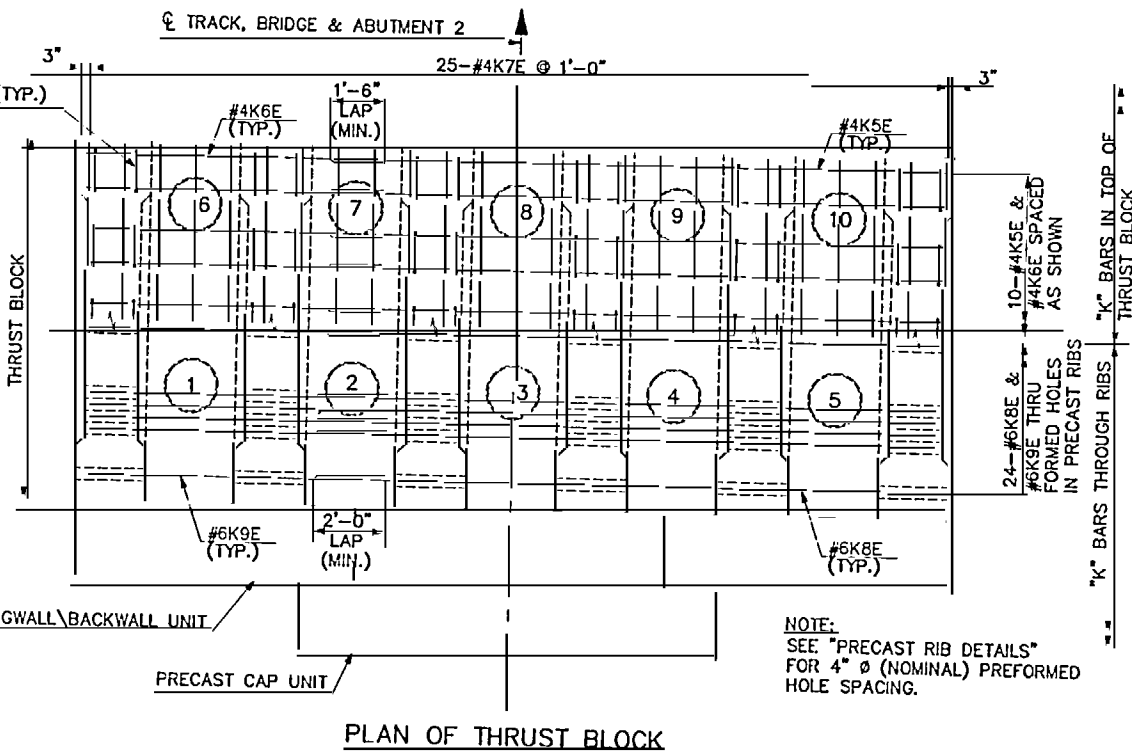 ℄ TRACK, BRIDGE & ABUTMENT 2
3"
25-#4K7E @ 1'-0"
3"
(TYP.)
#4K6E
(TYP.)
1'-6"
LAP
(MIN.)
#4K5E
(TYP.)
6
7
8
9
10
THRUST BLOCK
10-#4K5E &
#4K6E SPACED
AS SHOWN
"K" BARS IN TOP OF
THRUST BLOCK
1
2
3
4
5
24-#6K8E &
#6K9E THRU
FORMED HOLES
IN PRECAST RIBS
"K" BARS THROUGH RIBS
#6K9E
(TYP.)
2'-0"
LAP
(MIN.)
#6K8E
(TYP.)
GWALL\BACKWALL UNIT
PRECAST CAP UNIT
NOTE:
SEE "PRECAST RIB DETAILS"
FOR 4" Ø (NOMINAL) PREFORMED
HOLE SPACING.
PLAN OF THRUST BLOCK